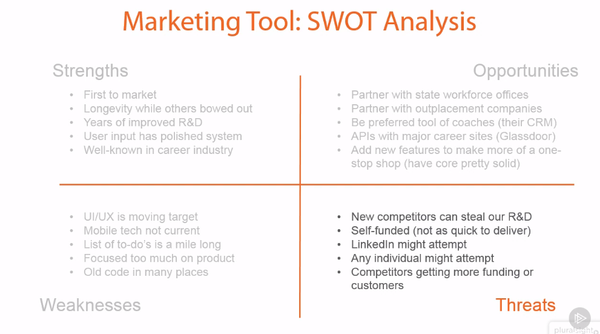 Marketing Tool: SWOT Analysis
Strengths
• First to market
• Longevity while others bowed out
• Years of improved R&D
• User input has polished system
• Well-known in career industry
Opportunities
• Partner with state workforce offices
• Partner with outplacement companies
• Be preferred tool of coaches (their CRM)
• APIs with major career sites (Glassdoor)
• Add new features to make more of a one-
stop shop (have core pretty solid)
• UI/UX is moving target
• Mobile tech not current
• List of to-do's is a mile long
• Focused too much on product
• Old code in many places
Weaknesses
• New competitors can steal our R&D
• Self-funded (not as quick to deliver)
• LinkedIn might attempt
• Any individual might attempt
• Competitors getting more funding or
customers
Threats
pluralsight